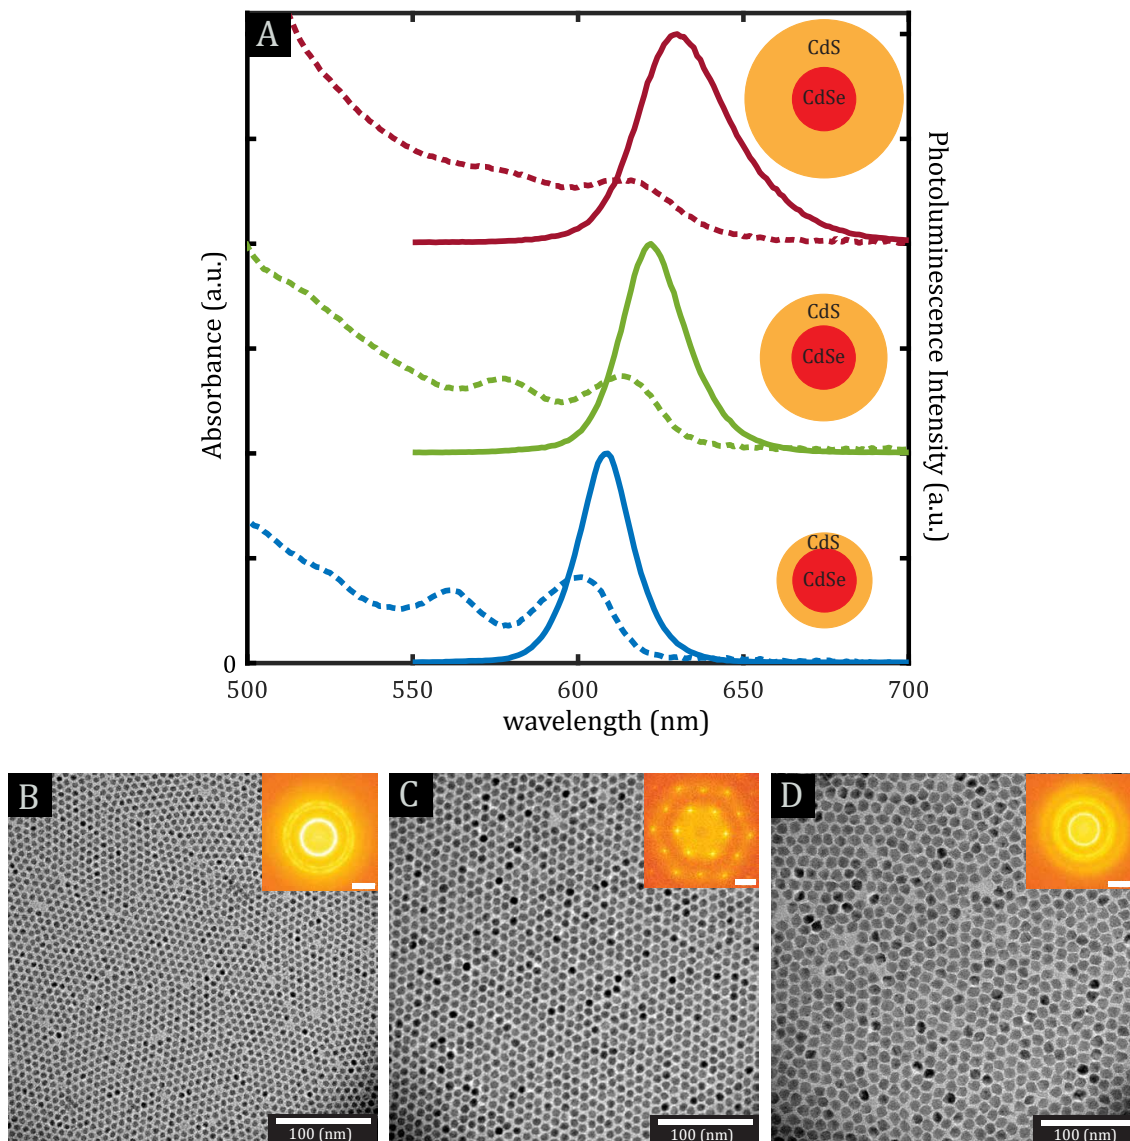 A
CdS
CdSe
CdS
CdSe
CdS
CdSe
Absorbance (a.u.)
Photoluminescence Intensity (a.u.)
0
500 550 600 650 700
wavelength (nm)
B C D
100 (nm) 100 (nm) 100 (nm)